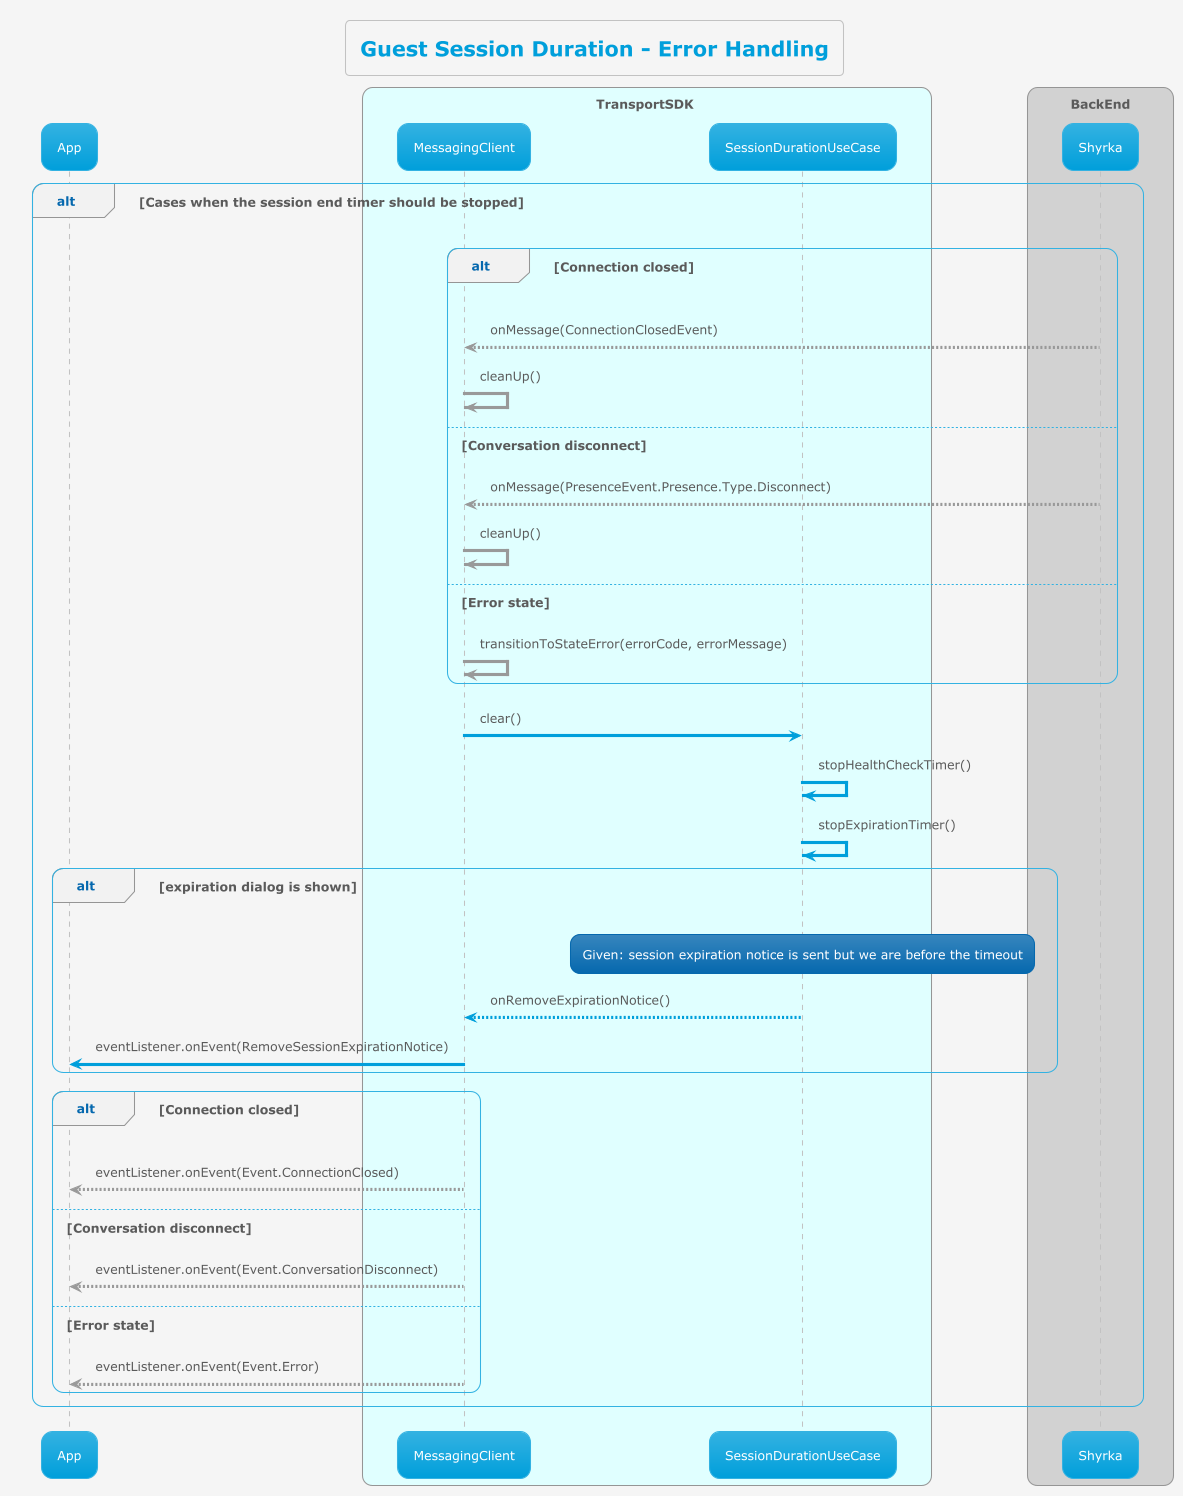 Guest Session Duration - Error Handling
TransportSDK
BackEnd
App
MessagingClient
SessionDurationUseCase
Shyrka
alt
[Cases when the session end timer should be stopped]
alt
[Connection closed]
onMessage(ConnectionClosedEvent)
cleanUp()
[Conversation disconnect]
onMessage(PresenceEvent.Presence.Type.Disconnect)
cleanUp()
[Error state]
transitionToStateError(errorCode, errorMessage)
clear()
stopHealthCheckTimer()
stopExpirationTimer()
alt
[expiration dialog is shown]
Given: session expiration notice is sent but we are before the timeout
onRemoveExpirationNotice()
eventListener.onEvent(RemoveSessionExpirationNotice)
alt
[Connection closed]
eventListener.onEvent(Event.ConnectionClosed)
[Conversation disconnect]
eventListener.onEvent(Event.ConversationDisconnect)
[Error state]
eventListener.onEvent(Event.Error)
App
MessagingClient
SessionDurationUseCase
Shyrka